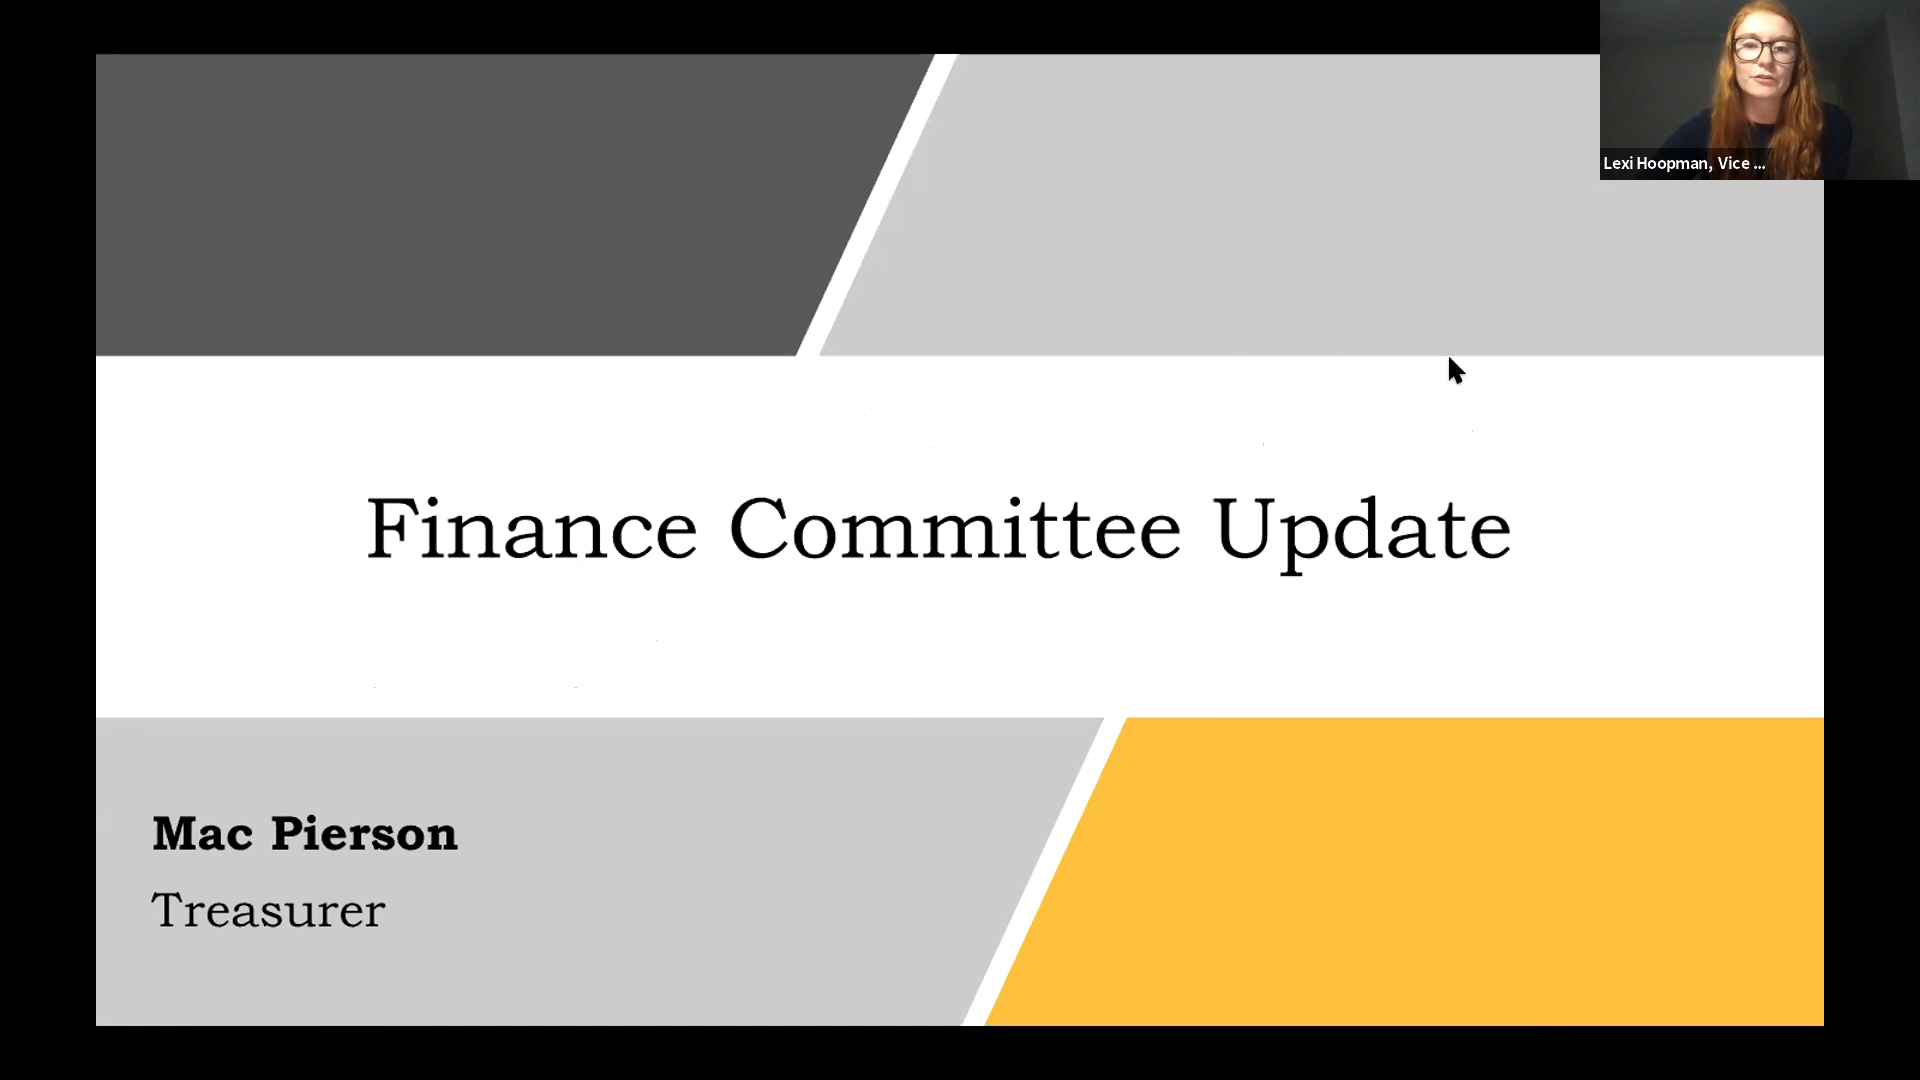 Lexi Hoopman, Vice ...
Finance Committee Update
Mac Pierson
Treasurer